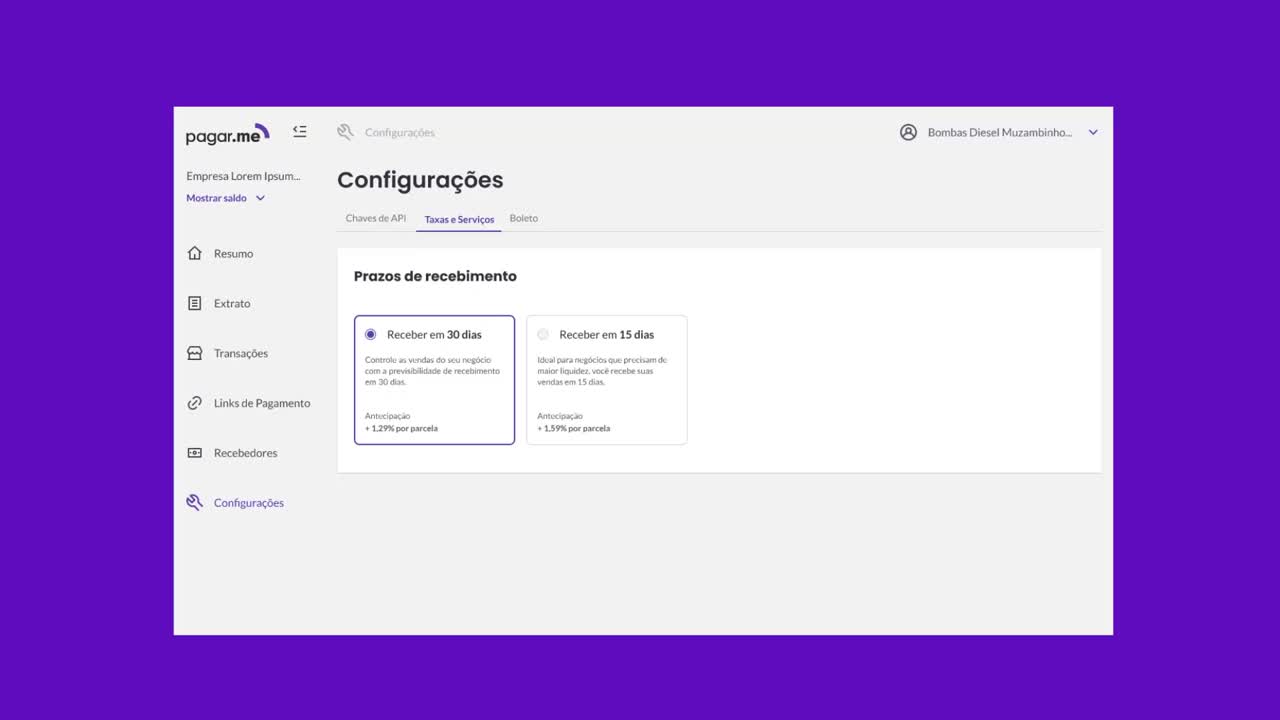 pagar.me
Configurações
Bombas Diesel Muzambinho...
Empresa Lorem Ipsum...
Mostrar saldo
Configurações
Chaves de API
Taxas e Serviços
Boleto
Resumo
Extrato
Transações
Links de Pagamento
Recebedores
Configurações
Prazos de recebimento
Receber em 30 dias
Controle as vendas do seu negócio
com a previsibilidade de recebimento
em 30 dias.
Antecipação
+ 1,29% por parcela
Receber em 15 dias
Ideal para negócios que precisam de
maior liquidez, você recebe suas
vendas em 15 dias.
Antecipação
+ 1,59% por parcela